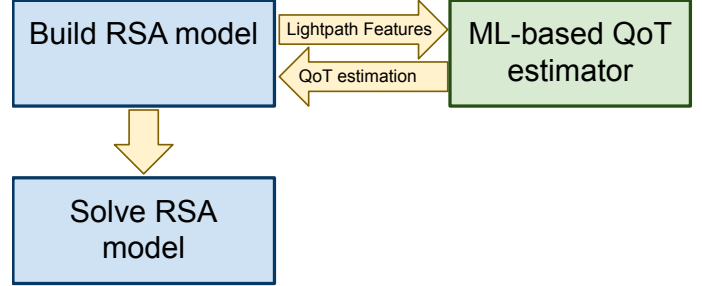 Build RSA model
Lightpath Features
QoT estimation
ML-based QoT
estimator
Solve RSA
model